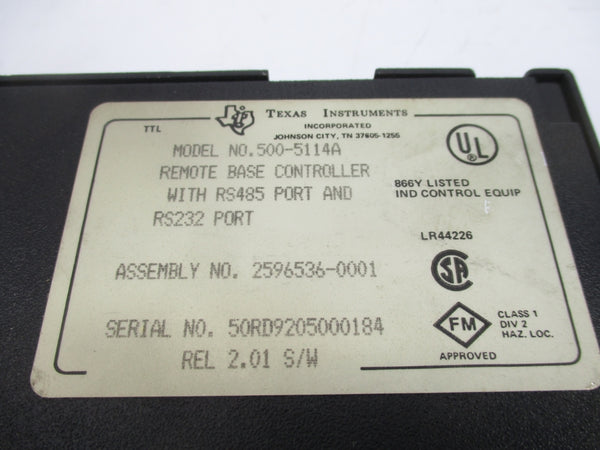 TTL
TEXAS INSTRUMENTS
INCORPORATED
JOHNSON CITY, TN 37605-1255
MODEL NO.500-5114A
REMOTE BASE CONTROLLER
WITH RS485 PORT AND
RS232 PORT
UL
866Y LISTED
IND CONTROL EQUIP
LR44226
SA
ASSEMBLY NO. 2596536-0001
SERIAL NO. 50RD9205000184
REL 2.01 S/W
FM
APPROVED
CLASS 1
DIV 2
HAZ. LOC.